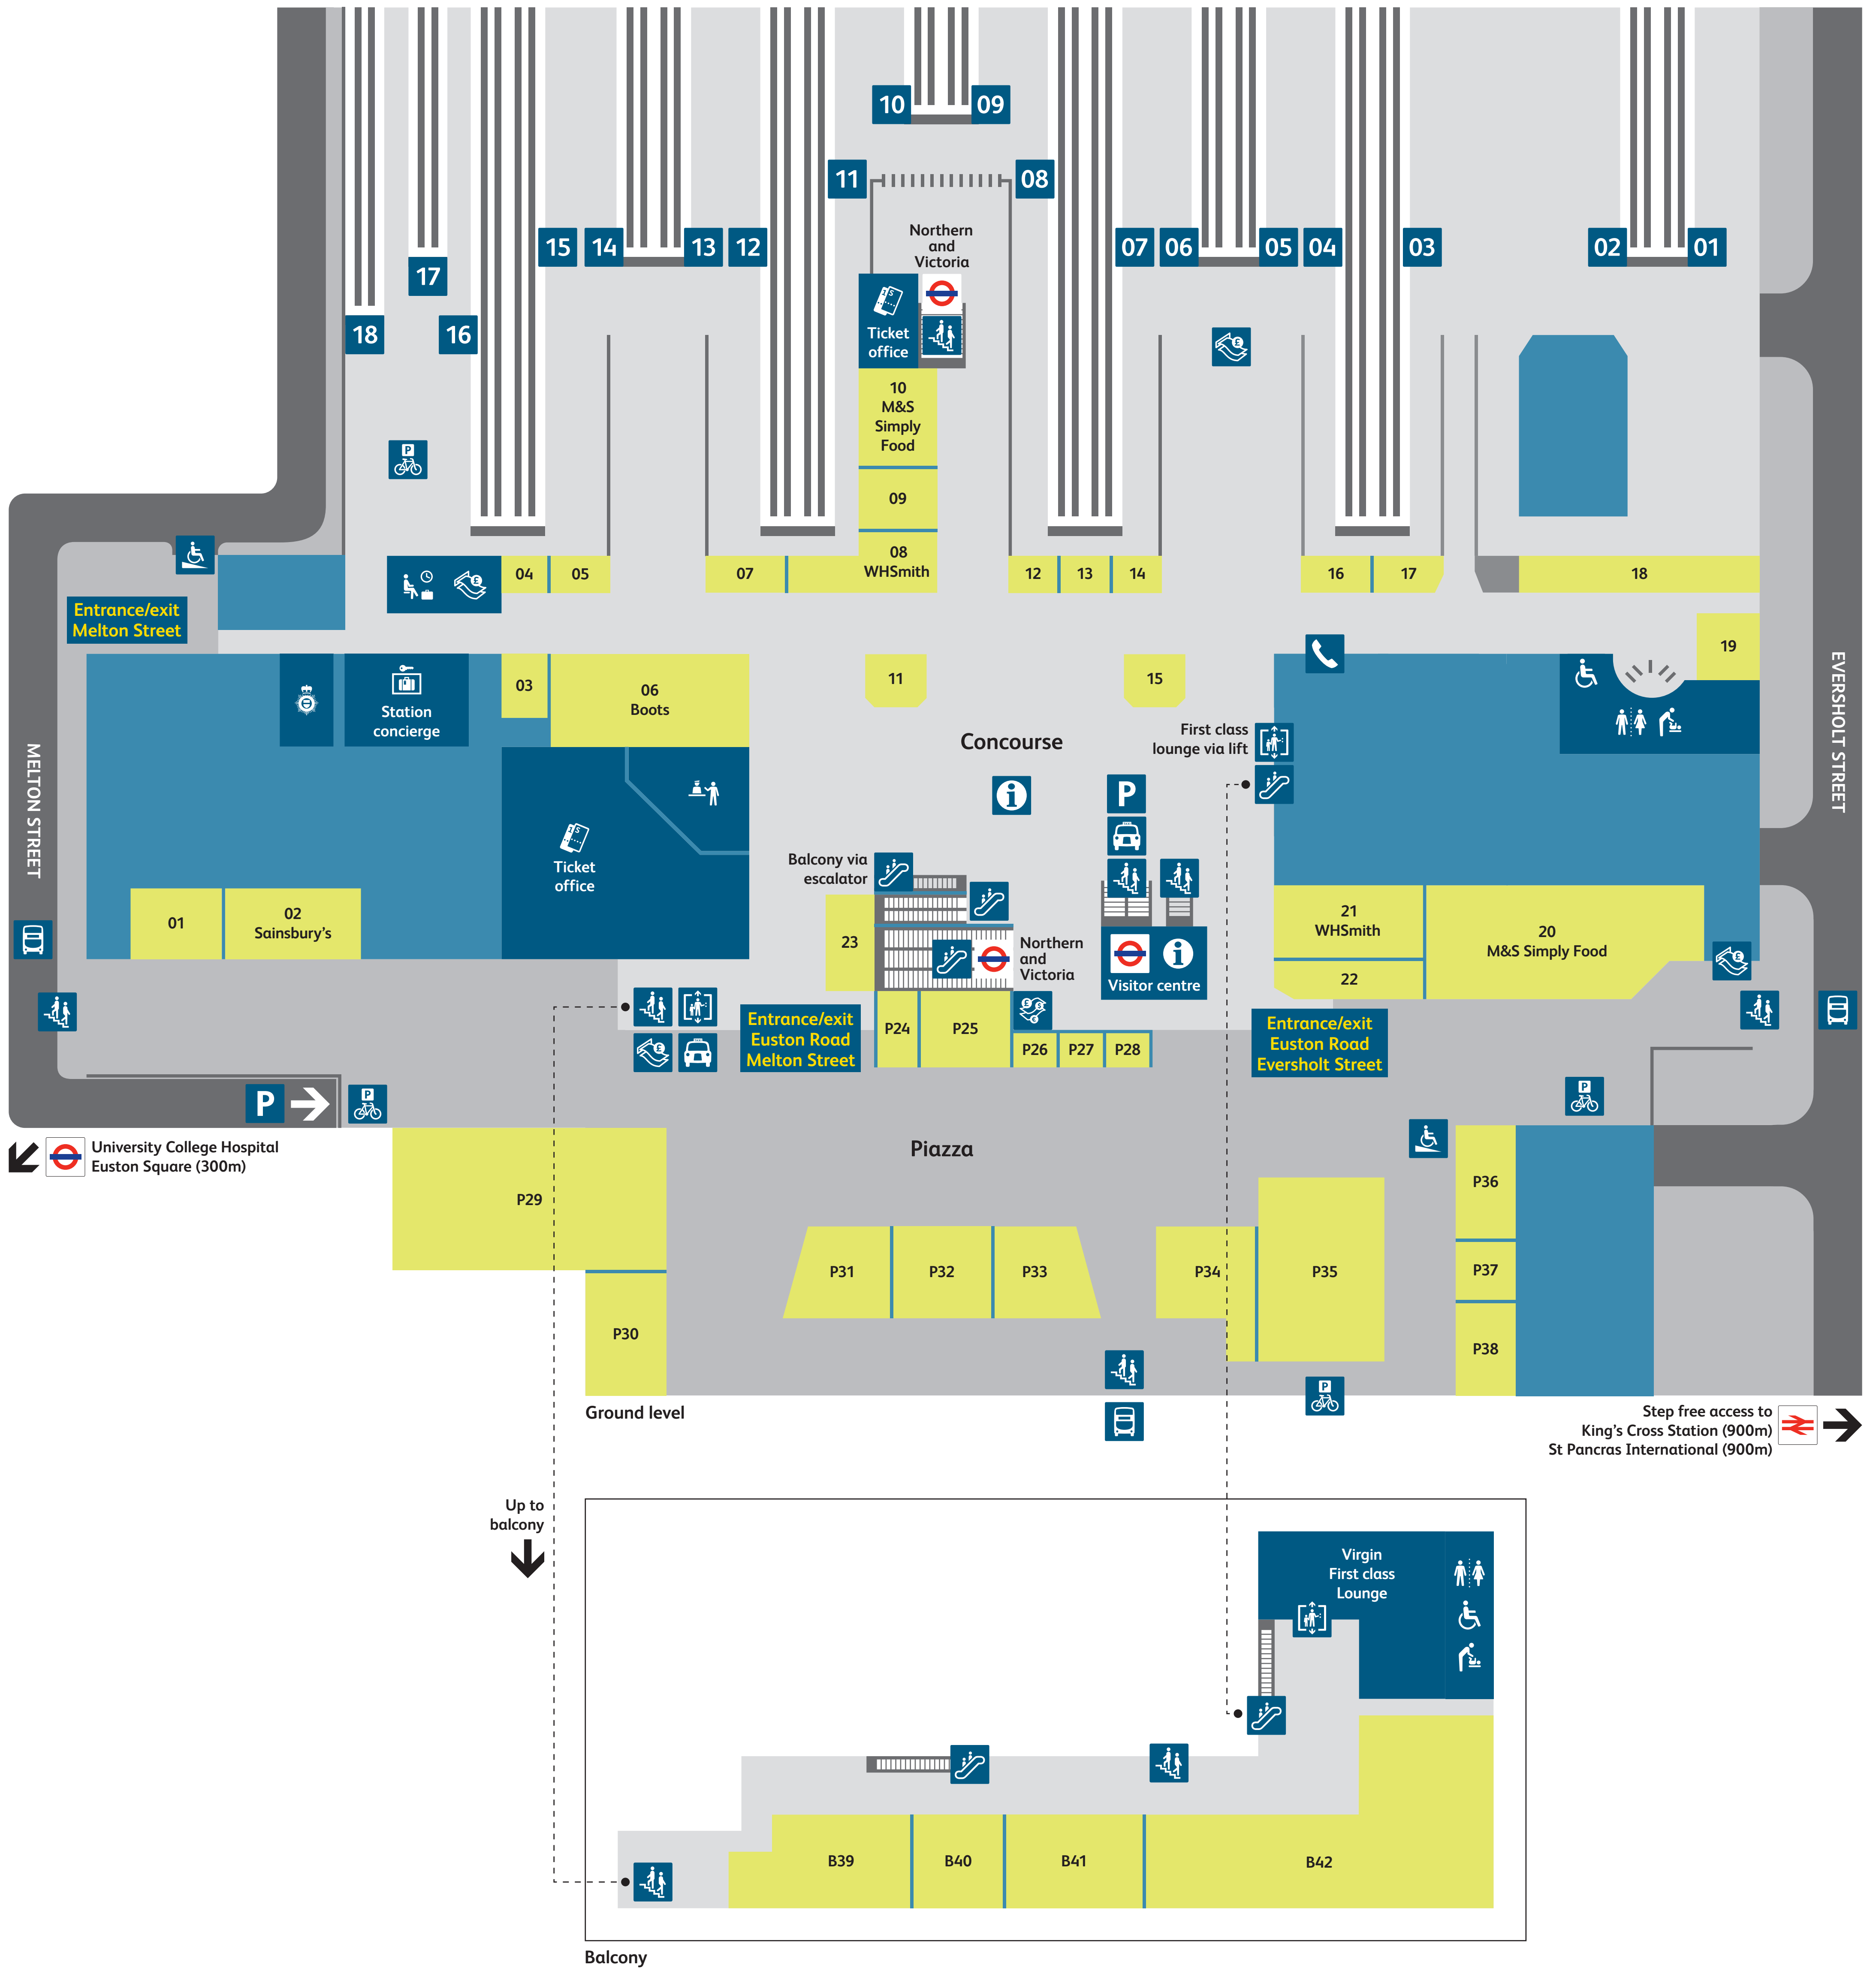 10
09
11
08
Northern
and
Victoria
15
14
13
12
07
06
05
04
03
02
01
17
18
16
Ticket
office
£
10
M&S
Simply
Food
P
09
08
WHSmith
04
05
07
12
13
14
16
17
18
£
Entrance/exit
Melton Street
19
03
06
Boots
11
15
Station
concierge
Concourse
First class
lounge via lift
MELTON STREET
EVERSHOLT STREET
i
P
Ticket
office
Balcony via
escalator
01
02
Sainsbury's
23
Northern
and
Victoria
i
Visitor centre
21
WHSmith
20
M&S Simply Food
22
£
Entrance/exit
Euston Road
Melton Street
P24
P25
P26
P27
P28
Entrance/exit
Euston Road
Eversholt Street
£
P
P
P
University College Hospital
Euston Square (300m)
Piazza
P29
P30
P31
P32
P33
P34
P35
P36
P37
P38
P
Ground level
Step free access to
King's Cross Station (900m)
St Pancras International (900m)
Up to
balcony
Virgin
First class
Lounge
B39
B40
B41
B42
Balcony